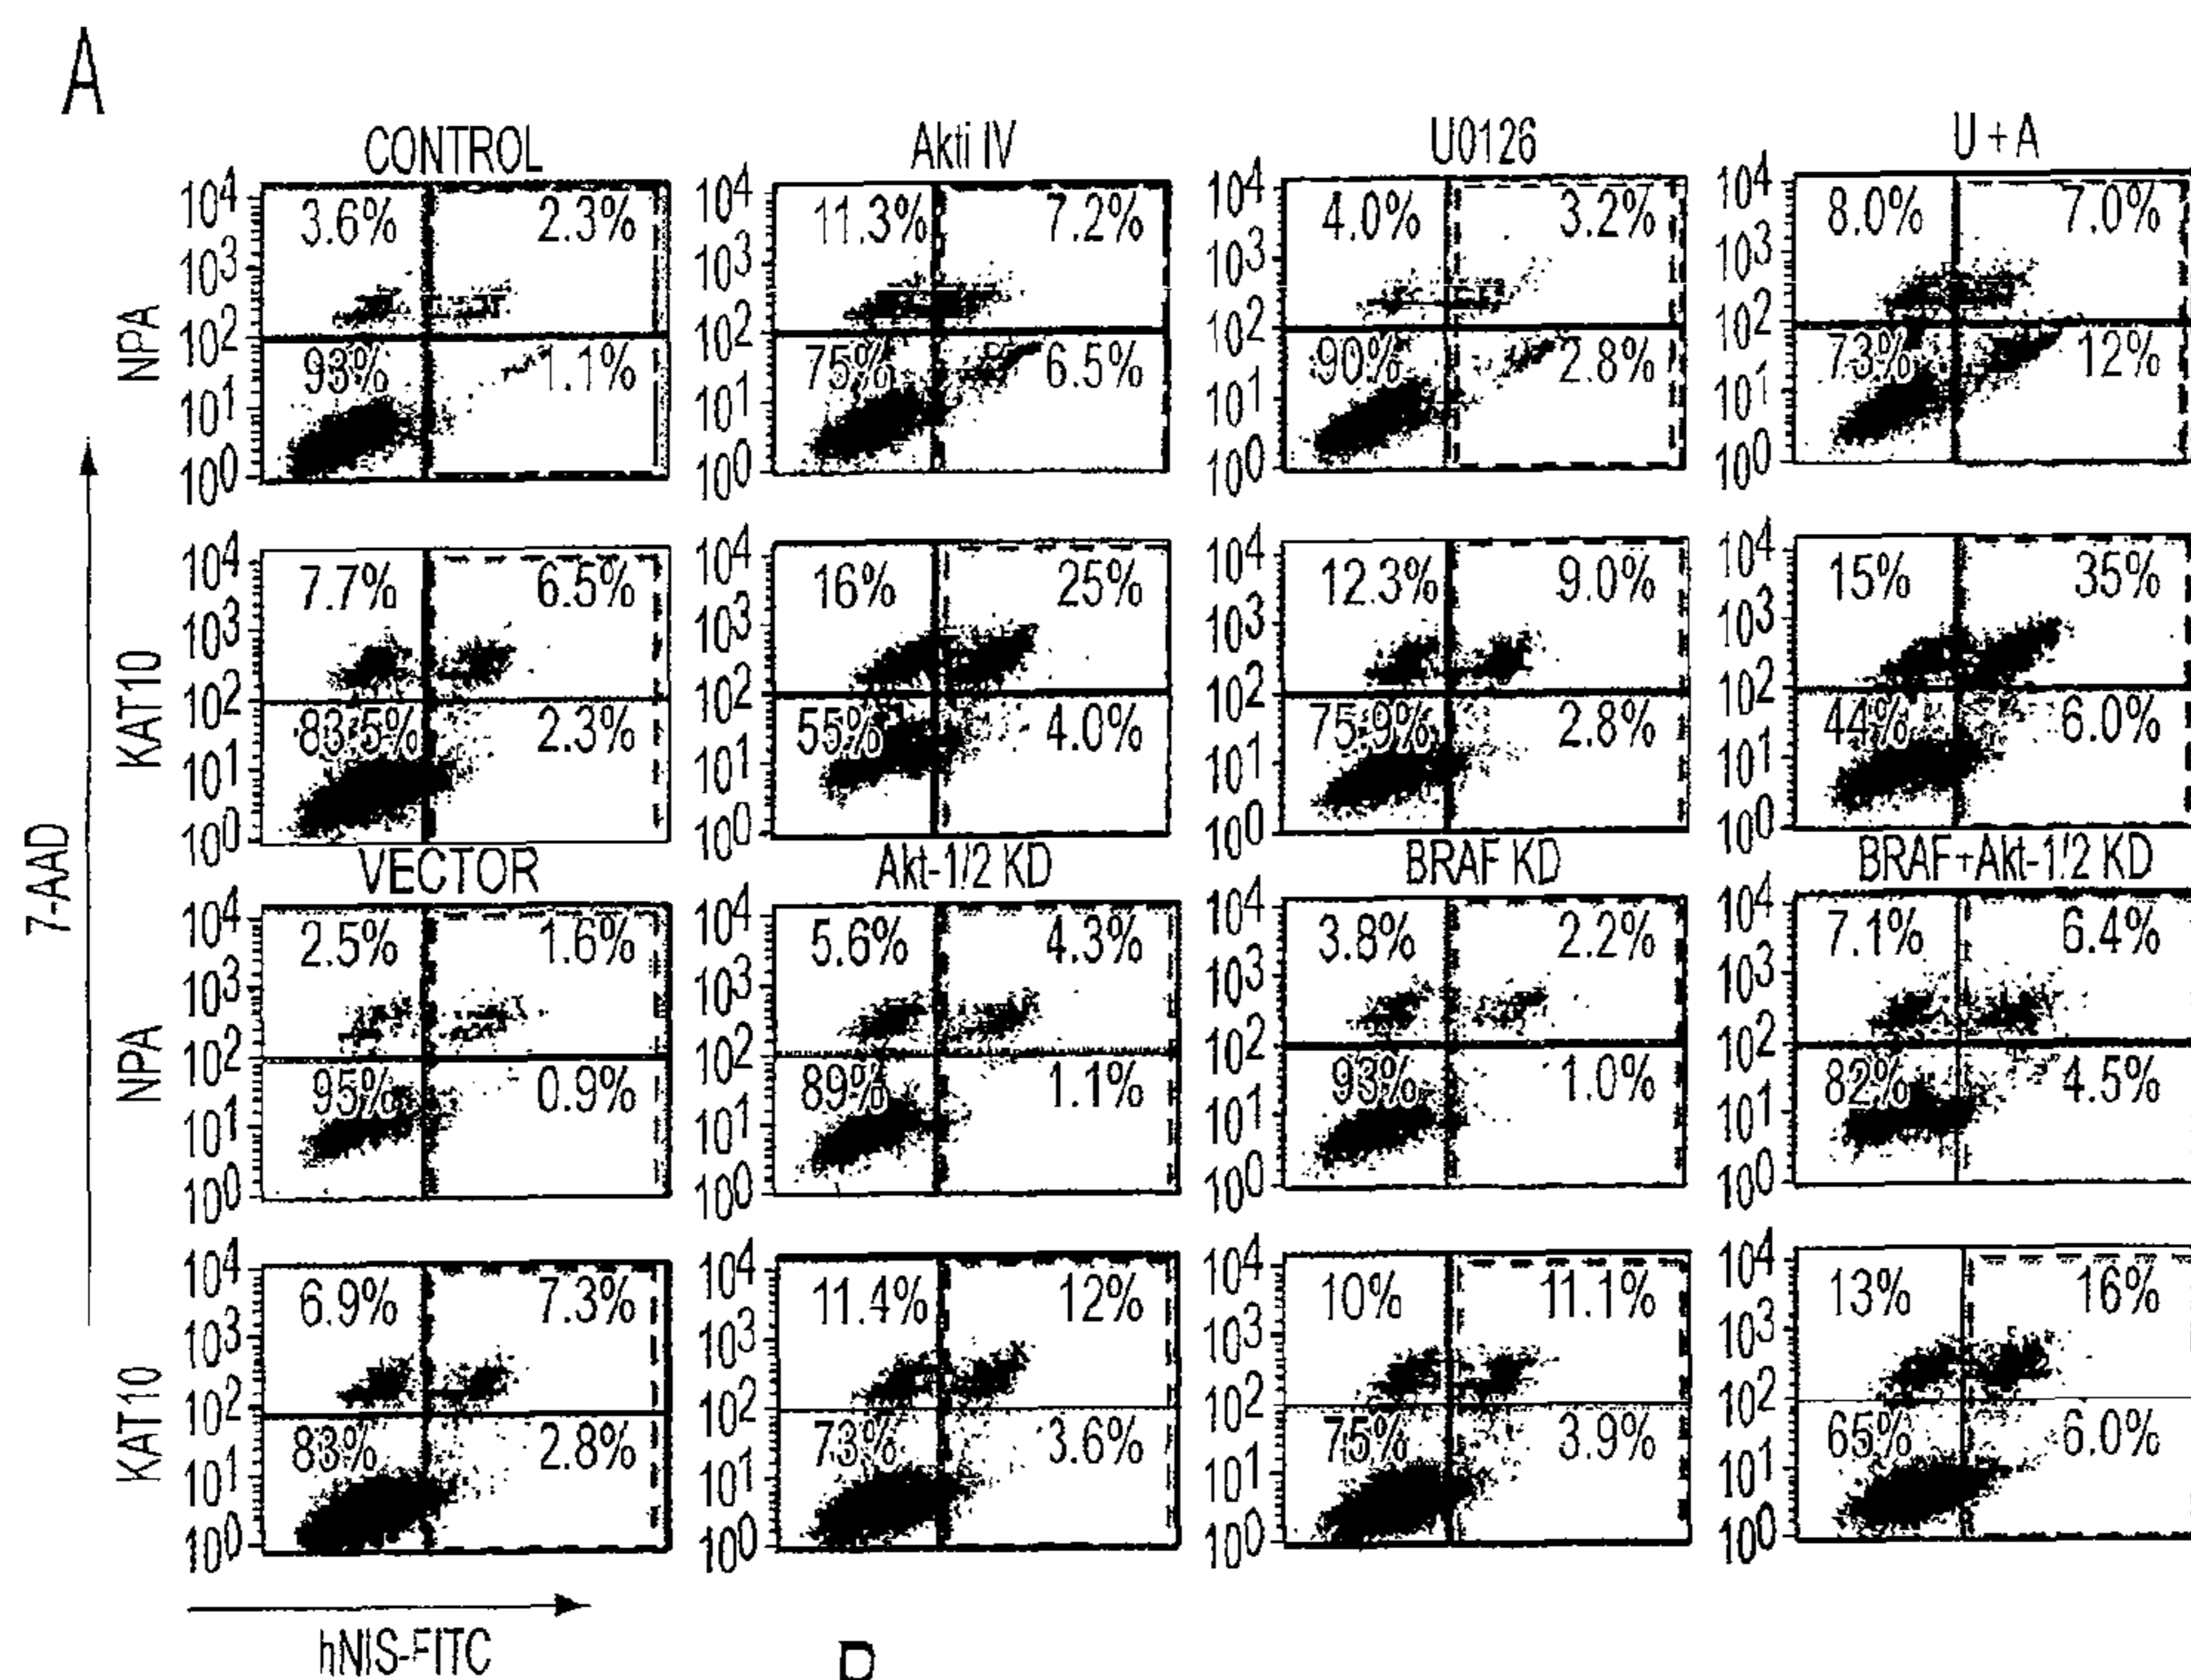 A
CONTROL Akti IV U0126 U + A
NPA
10⁴ 3.6% 2.3% 10⁴ 11.3% 7.2% 10⁴ 4.0% 3.2% 10⁴ 8.0% 7.0%
10³ 10³ 10³ 10³
10² 93% 1.1% 10² 75% 6.5% 10² 90% 2.8% 10² 73% 12%
10¹ 10¹ 10¹ 10¹
10⁰ 10⁰ 10⁰ 10⁰
KAT10
10⁴ 7.7% 6.5% 10⁴ 16% 25% 10⁴ 12.3% 9.0% 10⁴ 15% 35%
10³ 10³ 10³ 10³
10² 83.5% 2.3% 10² 55% 4.0% 10² 75.9% 2.8% 10² 44% 6.0%
10¹ 10¹ 10¹ 10¹
10⁰ 10⁰ 10⁰ 10⁰
7-AAD
VECTOR Akt-1/2 KD BRAF KD BRAF+Akt-1/2 KD
NPA
10⁴ 2.5% 1.6% 10⁴ 5.6% 4.3% 10⁴ 3.8% 2.2% 10⁴ 7.1% 6.4%
10³ 10³ 10³ 10³
10² 95% 0.9% 10² 89% 1.1% 10² 93% 1.0% 10² 82% 4.5%
10¹ 10¹ 10¹ 10¹
10⁰ 10⁰ 10⁰ 10⁰
KAT10
10⁴ 6.9% 7.3% 10⁴ 11.4% 12% 10⁴ 10% 11.1% 10⁴ 13% 16%
10³ 10³ 10³ 10³
10² 83% 2.8% 10² 73% 3.6% 10² 75% 3.9% 10² 65% 6.0%
10¹ 10¹ 10¹ 10¹
10⁰ 10⁰ 10⁰ 10⁰
hNIS-FITC